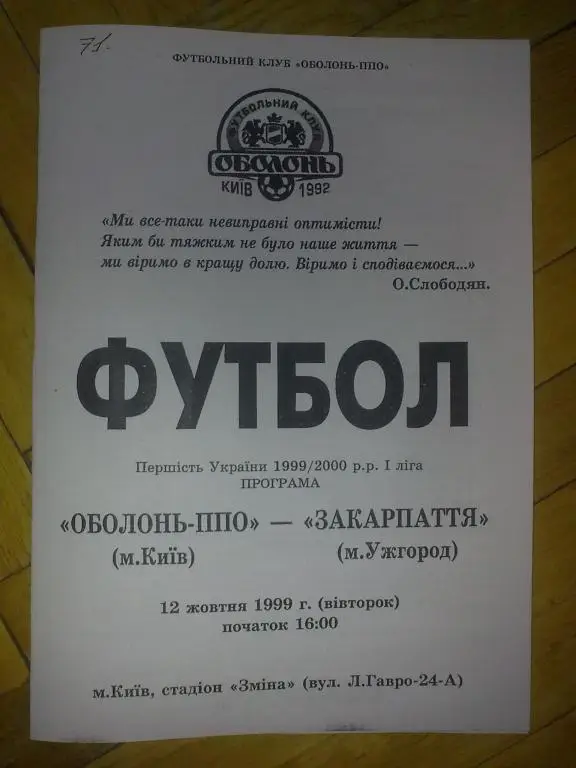 71.
ФУТБОЛЬНИЙ КЛУБ «ОБОЛОНЬ-ППО»
ФУТБОЛЬНИЙ КЛУБ
ОБОЛОНЬ
КИЇВ 1992
«Ми все-таки невиправні оптимісти!
Яким би тяжким не було наше життя —
ми віримо в кращу долю. Віримо і сподіваємося...»
О.Слободян.
ФУТБОЛ
Першість України 1999/2000 р.р. І ліга
ПРОГРАМА
«ОБОЛОНЬ-ППО» — «ЗАКАРПАТТЯ»
(м.Київ) (м.Ужгород)
12 жовтня 1999 г. (вівторок)
початок 16:00
м.Київ, стадіон «Зміна» (вул. Л.Гавро-24-А)